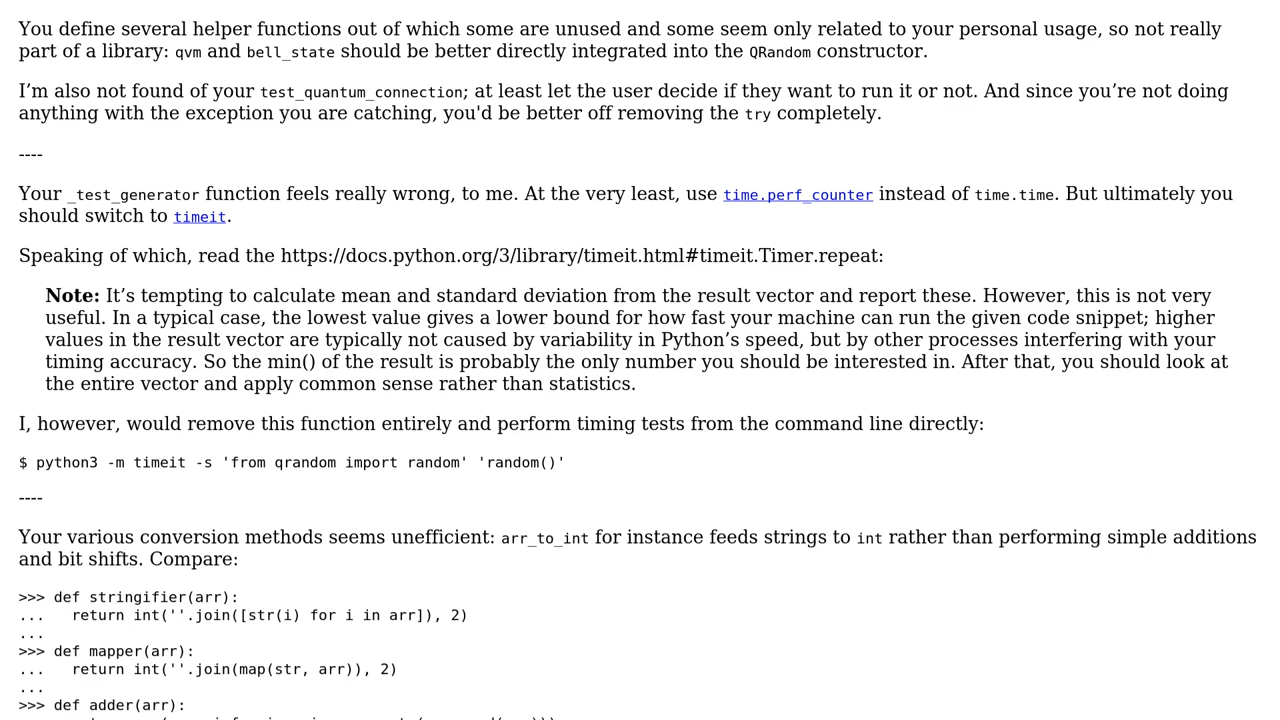 You define several helper functions out of which some are unused and some seem only related to your personal usage, so not really
part of a library: qvm and bell_state should be better directly integrated into the QRandom constructor.
I’m also not found of your test_quantum_connection; at least let the user decide if they want to run it or not. And since you’re not doing
anything with the exception you are catching, you'd be better off removing the try completely.
----
Your _test_generator function feels really wrong, to me. At the very least, use time.perf_counter instead of time.time. But ultimately you
should switch to timeit.
Speaking of which, read the https://docs.python.org/3/library/timeit.html#timeit.Timer.repeat:
Note: It’s tempting to calculate mean and standard deviation from the result vector and report these. However, this is not very
useful. In a typical case, the lowest value gives a lower bound for how fast your machine can run the given code snippet; higher
values in the result vector are typically not caused by variability in Python’s speed, but by other processes interfering with your
timing accuracy. So the min() of the result is probably the only number you should be interested in. After that, you should look at
the entire vector and apply common sense rather than statistics.
I, however, would remove this function entirely and perform timing tests from the command line directly:
$ python3 -m timeit -s 'from qrandom import random' 'random()'
----
Your various conversion methods seems unefficient: arr_to_int for instance feeds strings to int rather than performing simple additions
and bit shifts. Compare:
>>> def stringifier(arr):
...   return int(''.join([str(i) for i in arr]), 2)
...
>>> def mapper(arr):
...   return int(''.join(map(str, arr)), 2)
...
>>> def adder(arr):